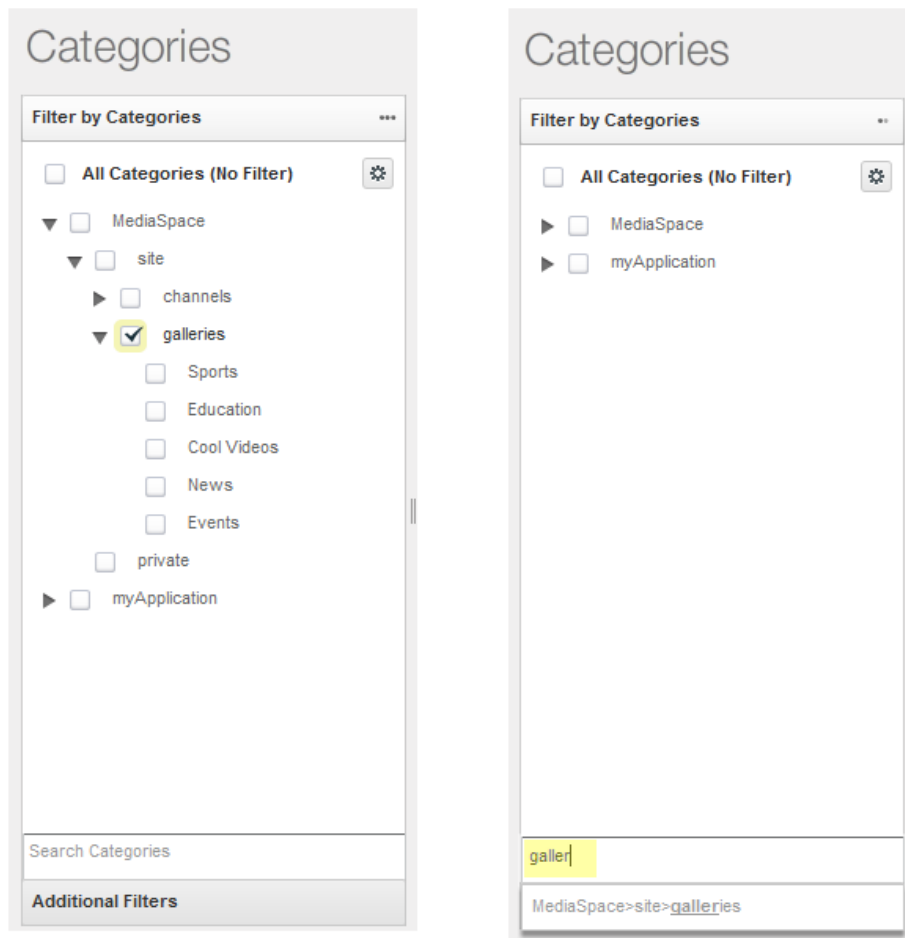 Categories
Filter by Categories
All Categories (No Filter)
MediaSpace
site
channels
galleries
Sports
Education
Cool Videos
News
Events
private
myApplication
Search Categories
Additional Filters
Categories
Filter by Categories
All Categories (No Filter)
MediaSpace
myApplication
galler
MediaSpace>site>galleries